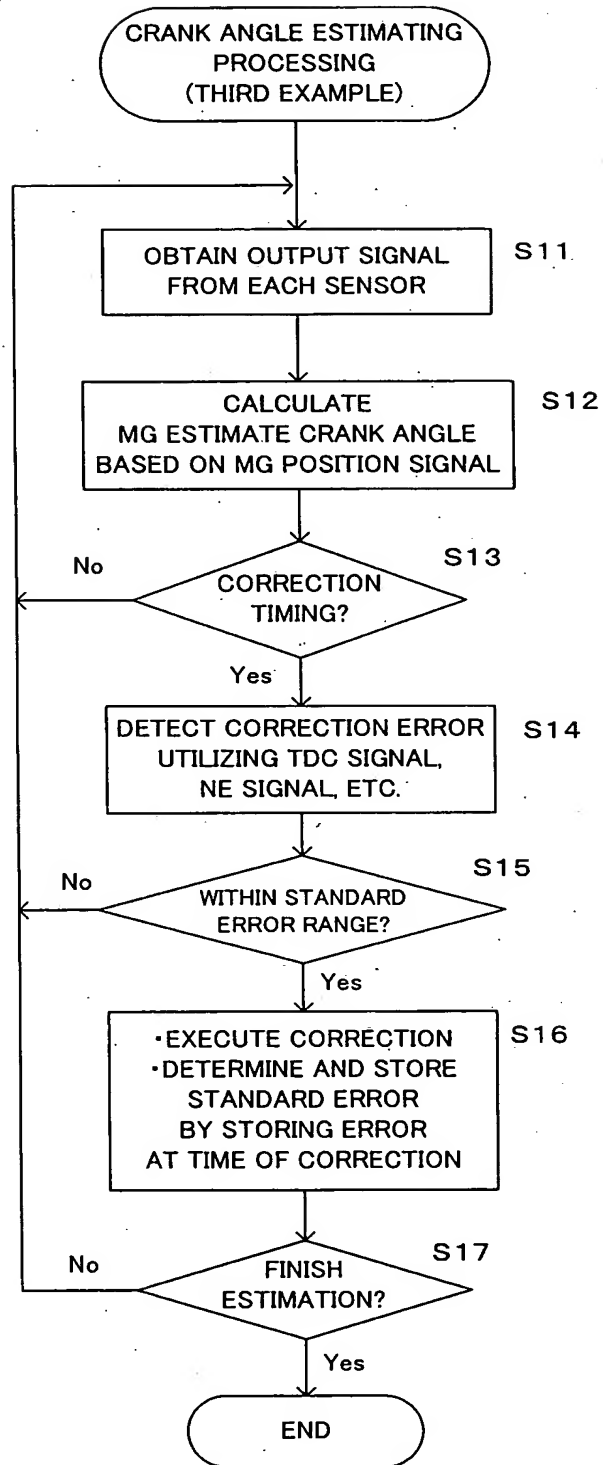 CRANK ANGLE ESTIMATING
PROCESSING
(THIRD EXAMPLE)
OBTAIN OUTPUT SIGNAL
FROM EACH SENSOR
S11
CALCULATE
MG ESTIMATE CRANK ANGLE
BASED ON MG POSITION SIGNAL
S12
No
CORRECTION
TIMING?
S13
Yes
DETECT CORRECTION ERROR
UTILIZING TDC SIGNAL,
NE SIGNAL, ETC.
S14
No
WITHIN STANDARD
ERROR RANGE?
S15
Yes
・EXECUTE CORRECTION
・DETERMINE AND STORE
STANDARD ERROR
BY STORING ERROR
AT TIME OF CORRECTION
S16
No
FINISH
ESTIMATION?
S17
Yes
END